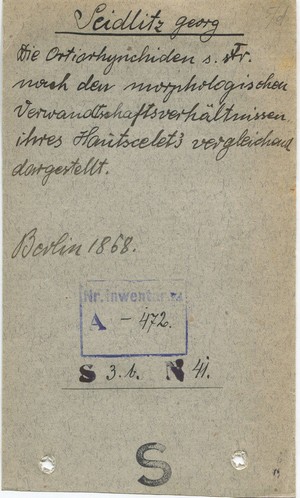 Seidlitz georg
Die Otiorhynchiden s. str.
nach den morphologischen
Verwandtschaftsverhältnissen
ihres Hautscelets vergleichend
dargestellt.
Berlin 1868.
Nr. inwentarza
A - 472.
S 3.b. N 41.
S